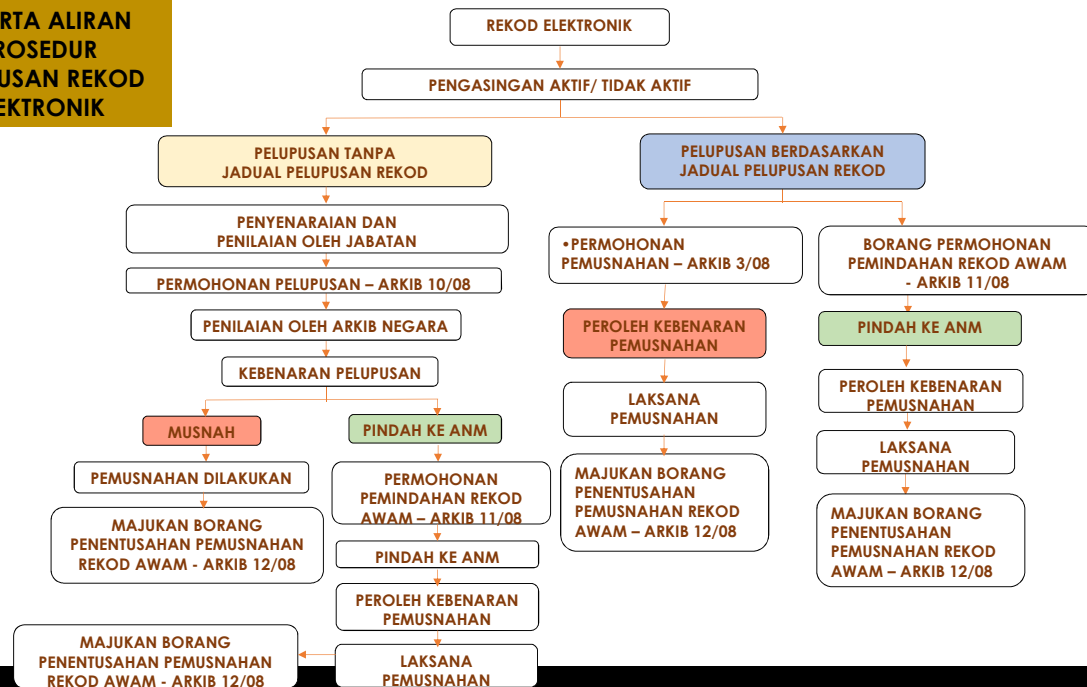 RTA ALIRAN
ROSEDUR
USAN REKOD
EKTRONIK
REKOD ELEKTRONIK
PENGASINGAN AKTIF/ TIDAK AKTIF
PELUPUSAN TANPA
JADUAL PELUPUSAN REKOD
PENYENARAIAN DAN
PENILAIAN OLEH JABATAN
PERMOHONAN PELUPUSAN – ARKIB 10/08
PENILAIAN OLEH ARKIB NEGARA
KEBENARAN PELUPUSAN
MUSNAH
PEMUSNAHAN DILAKUKAN
MAJUKAN BORANG
PENENTUSAHAN PEMUSNAHAN
REKOD AWAM - ARKIB 12/08
PINDAH KE ANM
PERMOHONAN
PEMINDAHAN REKOD
AWAM – ARKIB 11/08
PINDAH KE ANM
PEROLEH KEBENARAN
PEMUSNAHAN
LAKSANA
PEMUSNAHAN
MAJUKAN BORANG
PENENTUSAHAN PEMUSNAHAN
REKOD AWAM - ARKIB 12/08
PELUPUSAN BERDASARKAN
JADUAL PELUPUSAN REKOD
•PERMOHONAN
PEMUSNAHAN – ARKIB 3/08
PEROLEH KEBENARAN
PEMUSNAHAN
LAKSANA
PEMUSNAHAN
MAJUKAN BORANG
PENENTUSAHAN
PEMUSNAHAN REKOD
AWAM – ARKIB 12/08
BORANG PERMOHONAN
PEMINDAHAN REKOD AWAM
- ARKIB 11/08
PINDAH KE ANM
PEROLEH KEBENARAN
PEMUSNAHAN
LAKSANA
PEMUSNAHAN
MAJUKAN BORANG
PENENTUSAHAN
PEMUSNAHAN REKOD
AWAM – ARKIB 12/08